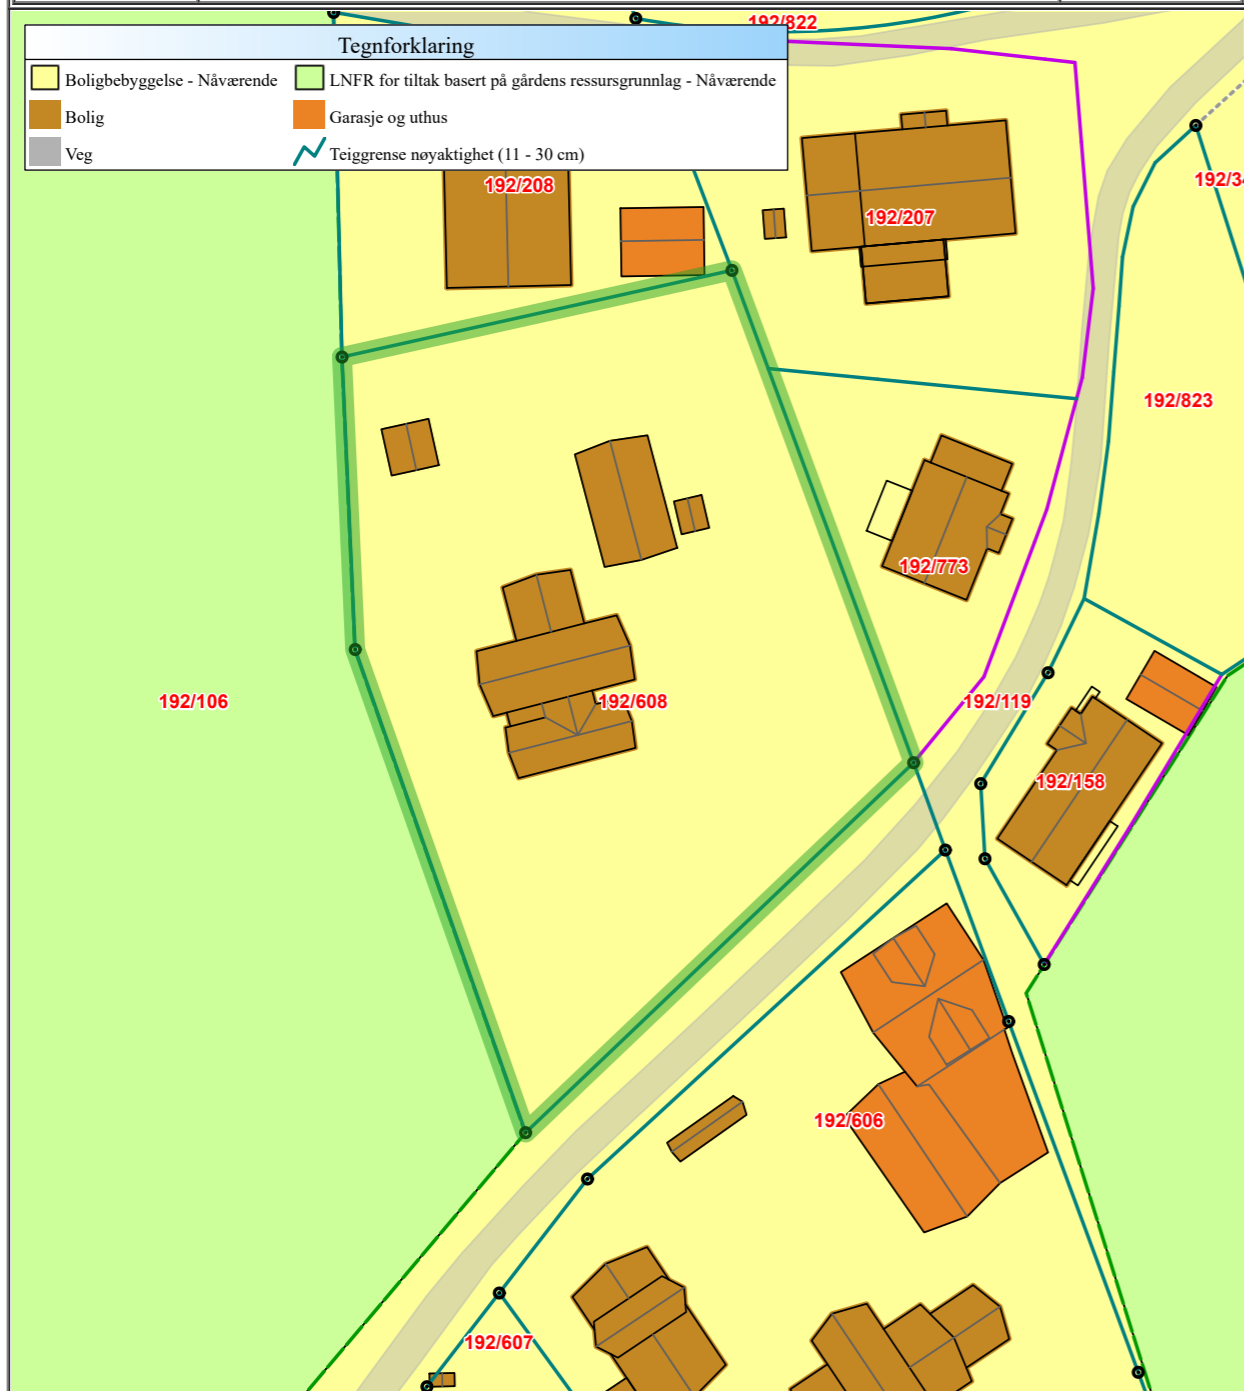 192/822
Tegnforklaring
Boligbebyggelse - Nåværende
LNFR for tiltak basert på gårdens ressursgrunnlag - Nåværende
Bolig
Garasje og uthus
Veg
Teiggrense nøyaktighet (11 - 30 cm)
192/208
192/34
192/207
192/823
192/773
192/106
192/608
192/119
192/158
192/606
192/607